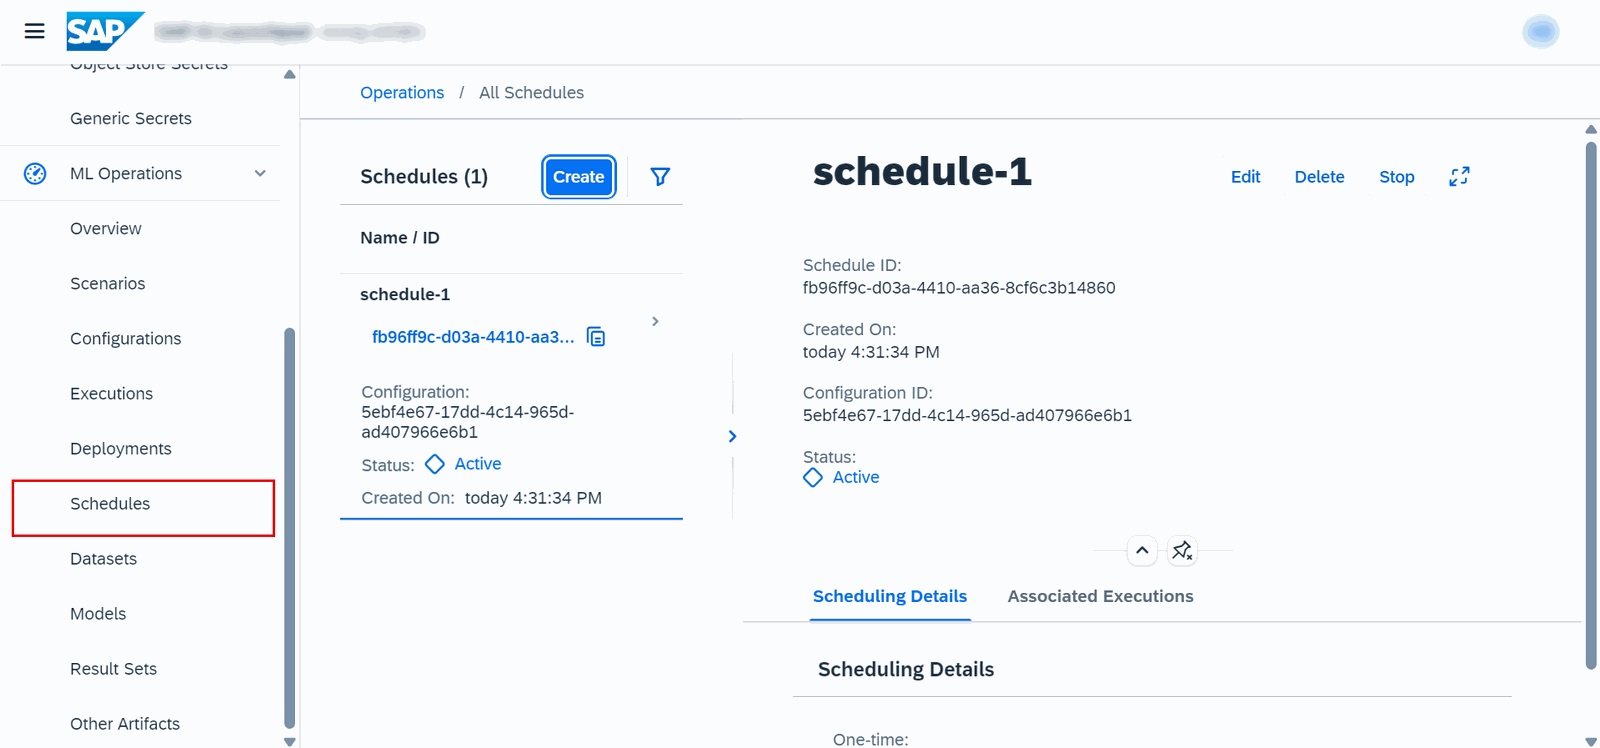 SAP
Object Store Secrets
Generic Secrets
ML Operations
Overview
Scenarios
Configurations
Executions
Deployments
Schedules
Datasets
Models
Result Sets
Other Artifacts
Operations / All Schedules
Schedules (1)
Create
Name / ID
schedule-1
fb96ff9c-d03a-4410-aa3...
Configuration:
5ebf4e67-17dd-4c14-965d-
ad407966e6b1
Status: Active
Created On: today 4:31:34 PM
schedule-1
Edit Delete Stop
Schedule ID:
fb96ff9c-d03a-4410-aa36-8cf6c3b14860
Created On:
today 4:31:34 PM
Configuration ID:
5ebf4e67-17dd-4c14-965d-ad407966e6b1
Status:
Active
Scheduling Details Associated Executions
Scheduling Details
One-time: